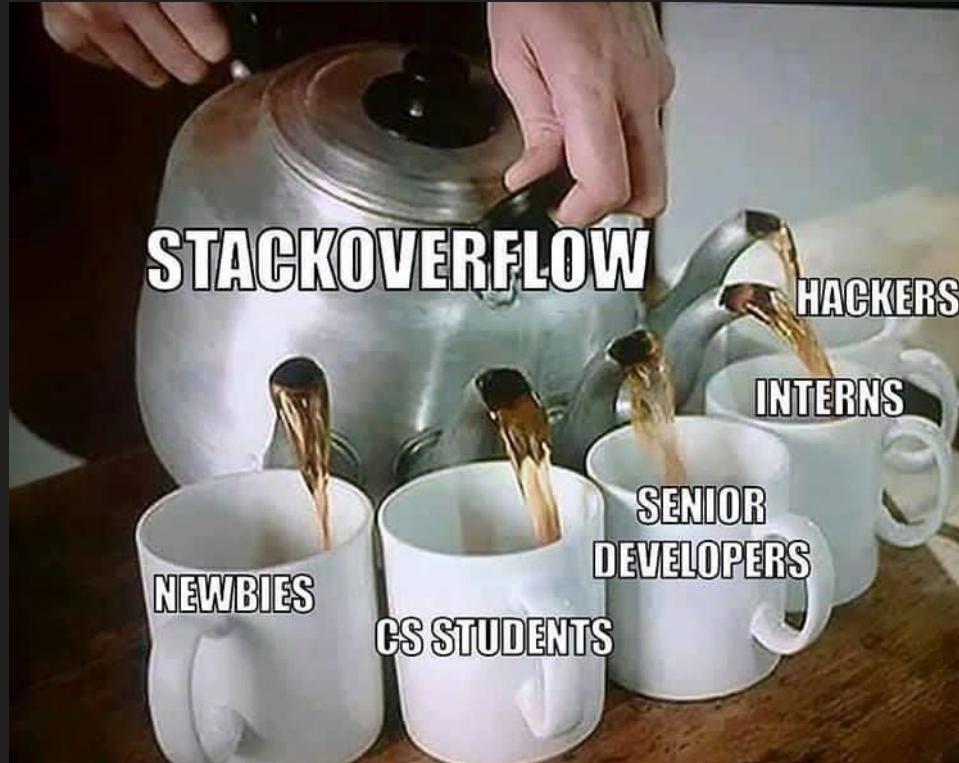 STACKOVERFLOW
HACKERS
INTERNS
SENIOR
DEVELOPERS
NEWBIES
CS STUDENTS